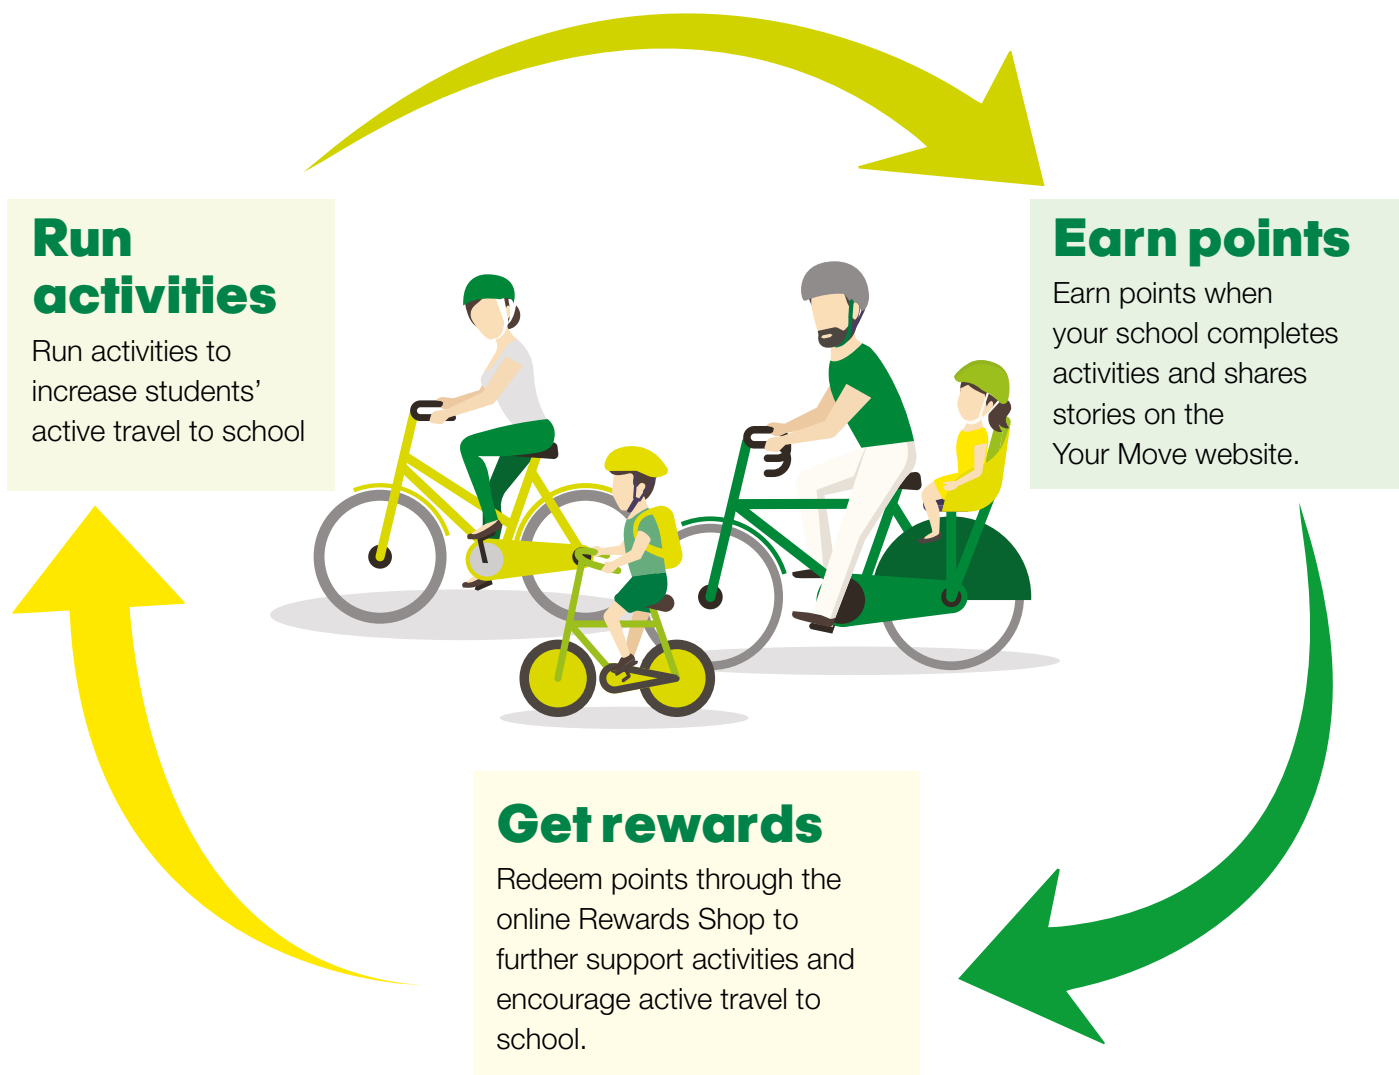 Run
activities
Run activities to
increase students’
active travel to school
Earn points
Earn points when
your school completes
activities and shares
stories on the
Your Move website.
Get rewards
Redeem points through the
online Rewards Shop to
further support activities and
encourage active travel to
school.